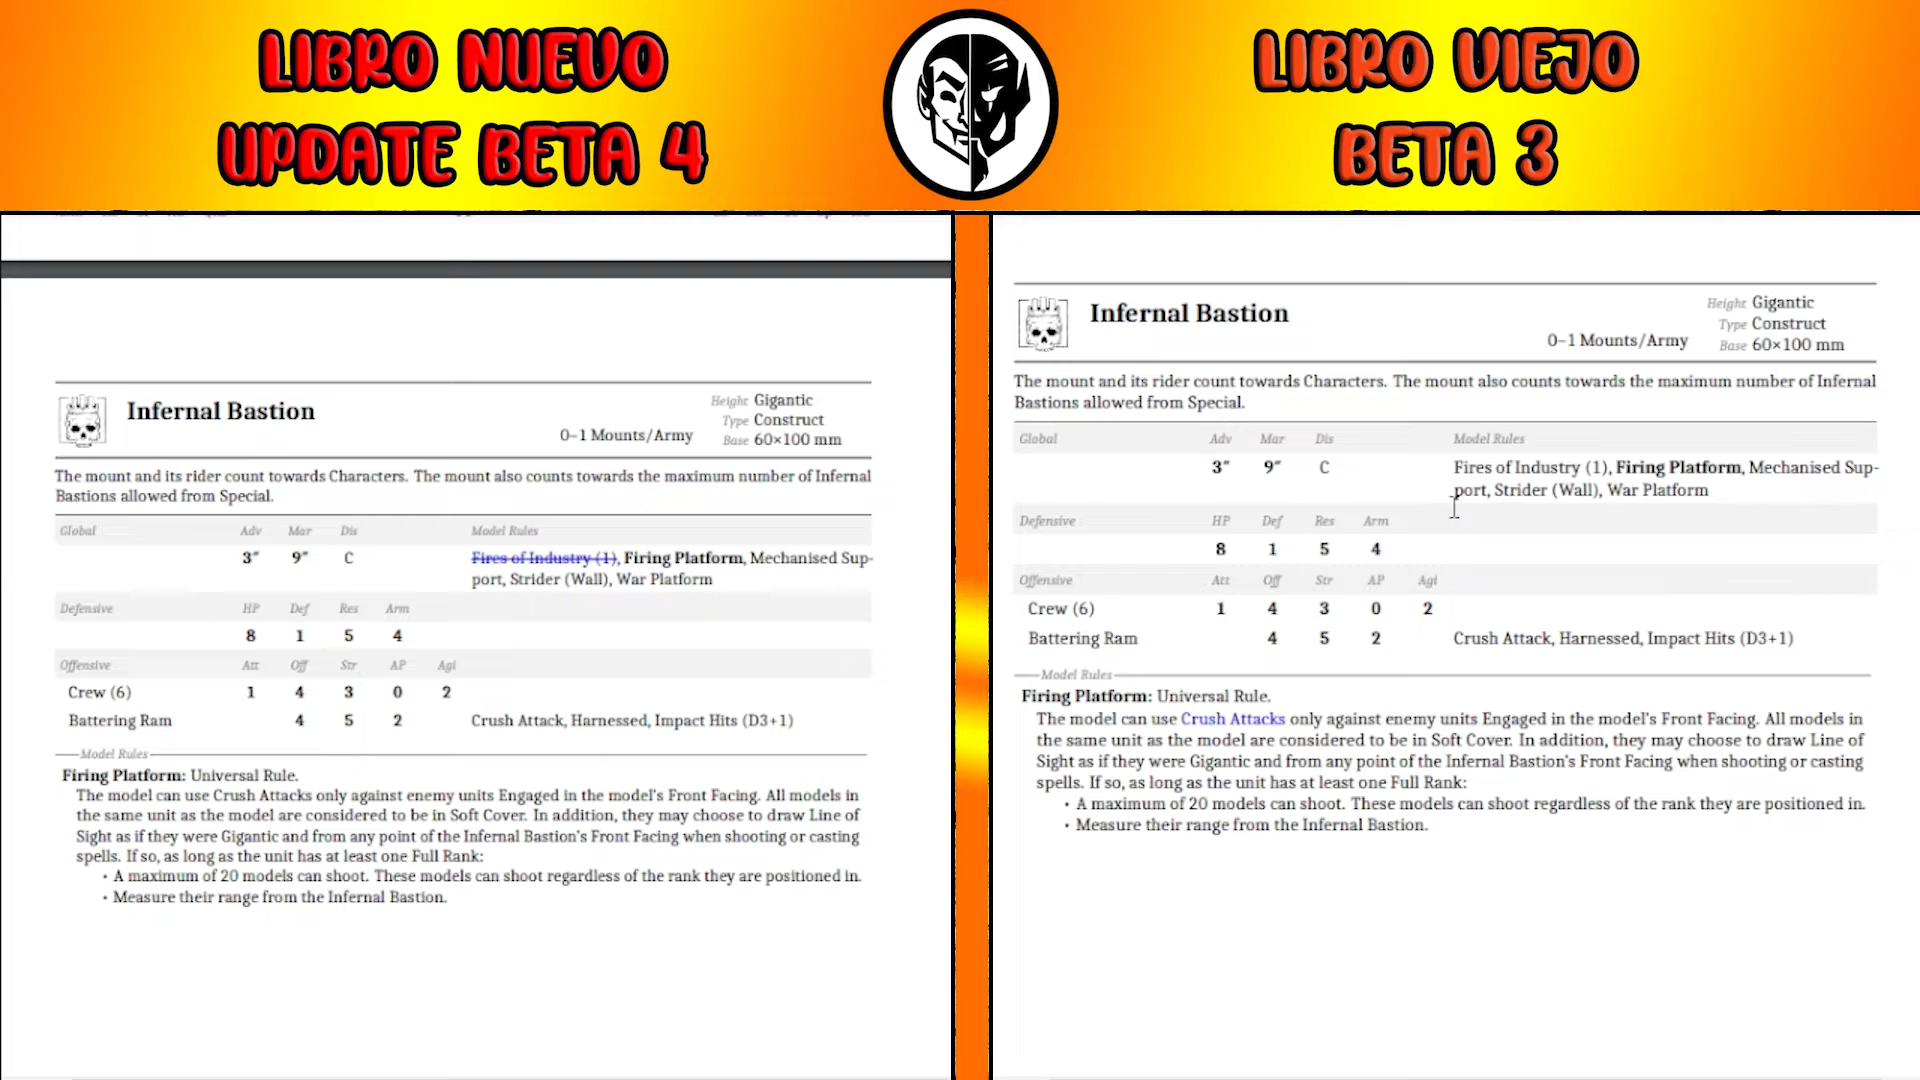 LIBRO NUEVO
UPDATE BETA 4
LIBRO VIEJO
BETA 3
Infernal Bastion
0–1 Mounts/Army
Height Gigantic
Type Construct
Base 60×100 mm
The mount and its rider count towards Characters. The mount also counts towards the maximum number of Infernal
Bastions allowed from Special.
Global Adv Mar Dis Model Rules
3″ 9″ C Fires of Industry (1), Firing Platform, Mechanised Sup-
port, Strider (Wall), War Platform
Defensive HP Def Res Arm
8 1 5 4
Offensive Att Off Str AP Agi
Crew (6) 1 4 3 0 2
Battering Ram 4 5 2 Crush Attack, Harnessed, Impact Hits (D3+1)
Model Rules
Firing Platform: Universal Rule.
The model can use Crush Attacks only against enemy units Engaged in the model's Front Facing. All models in
the same unit as the model are considered to be in Soft Cover. In addition, they may choose to draw Line of
Sight as if they were Gigantic and from any point of the Infernal Bastion's Front Facing when shooting or casting
spells. If so, as long as the unit has at least one Full Rank:
• A maximum of 20 models can shoot. These models can shoot regardless of the rank they are positioned in.
• Measure their range from the Infernal Bastion.
Infernal Bastion
0–1 Mounts/Army
Height Gigantic
Type Construct
Base 60×100 mm
The mount and its rider count towards Characters. The mount also counts towards the maximum number of Infernal
Bastions allowed from Special.
Global Adv Mar Dis Model Rules
3″ 9″ C Fires of Industry (1), Firing Platform, Mechanised Sup-
port, Strider (Wall), War Platform
Defensive HP Def Res Arm
8 1 5 4
Offensive Att Off Str AP Agi
Crew (6) 1 4 3 0 2
Battering Ram 4 5 2 Crush Attack, Harnessed, Impact Hits (D3+1)
Model Rules
Firing Platform: Universal Rule.
The model can use Crush Attacks only against enemy units Engaged in the model's Front Facing. All models in
the same unit as the model are considered to be in Soft Cover. In addition, they may choose to draw Line of
Sight as if they were Gigantic and from any point of the Infernal Bastion's Front Facing when shooting or casting
spells. If so, as long as the unit has at least one Full Rank:
• A maximum of 20 models can shoot. These models can shoot regardless of the rank they are positioned in.
• Measure their range from the Infernal Bastion.